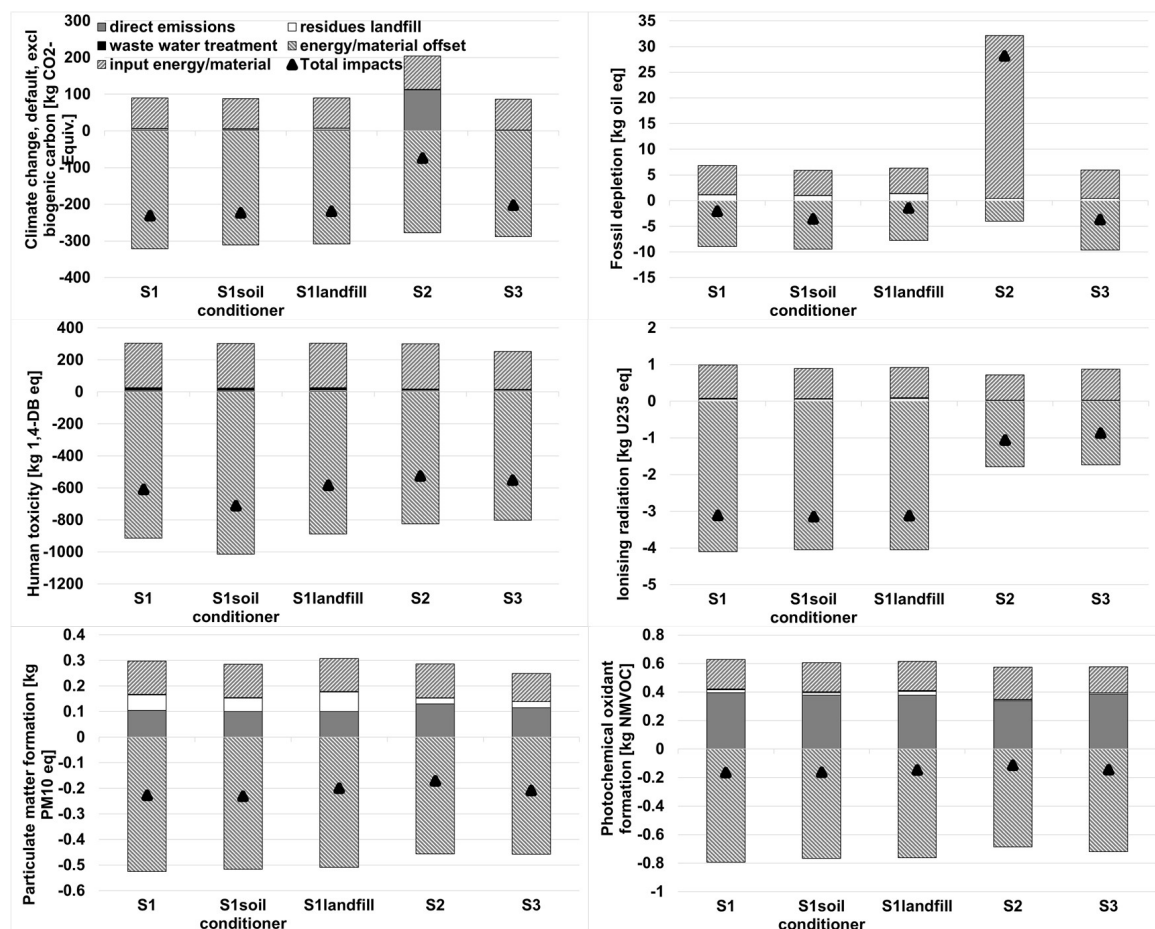 Climate change, default, excl
biogenic carbon [kg CO2-
Equiv.]
300
200
100
0
-100
-200
-300
-400
direct emissions
residues landfill
waste water treatment
energy/material offset
input energy/material
Total impacts
S1
S1soil
conditioner
S1landfill
S2
S3
Fossil depletion [kg oil eq]
35
30
25
20
15
10
5
0
-5
-10
-15
S1
S1soil
conditioner
S1landfill
S2
S3
Human toxicity [kg 1,4-DB eq]
400
200
0
-200
-400
-600
-800
-1000
-1200
S1
S1soil
conditioner
S1landfill
S2
S3
Ionising radiation [kg U235 eq]
2
1
0
-1
-2
-3
-4
-5
S1
S1soil
conditioner
S1landfill
S2
S3
Particulate matter formation [kg
PM10 eq]
0.4
0.3
0.2
0.1
0
-0.1
-0.2
-0.3
-0.4
-0.5
-0.6
S1
S1soil
conditioner
S1landfill
S2
S3
Photochemical oxidant
formation [kg NMVOC]
0.8
0.6
0.4
0.2
0
-0.2
-0.4
-0.6
-0.8
-1
S1
S1soil
conditioner
S1landfill
S2
S3